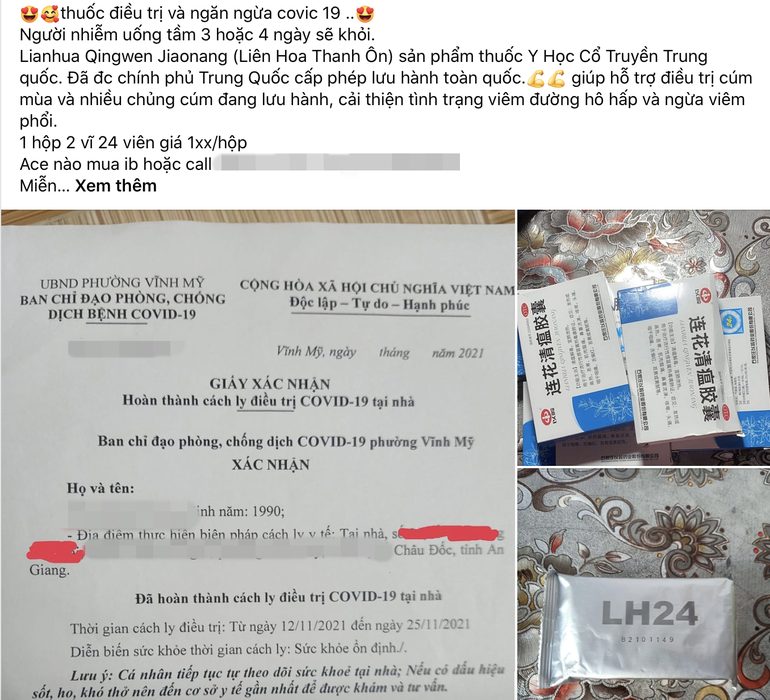 😍🥰thuốc điều trị và ngăn ngừa covic 19 ..😍
Người nhiễm uống tầm 3 hoặc 4 ngày sẽ khỏi.
Lianhua Qingwen Jiaonang (Liên Hoa Thanh Ôn) sản phẩm thuốc Y Học Cổ Truyền Trung
quốc. Đã đc chính phủ Trung Quốc cấp phép lưu hành toàn quốc.💪💪 giúp hỗ trợ điều trị cúm
mùa và nhiều chủng cúm đang lưu hành, cải thiện tình trạng viêm đường hô hấp và ngừa viêm
phổi.
1 hộp 2 vĩ 24 viên giá 1xx/hộp
Ace nào mua ib hoặc call
Miễn... Xem thêm
UBND PHƯỜNG VĨNH MỸ
BAN CHỈ ĐẠO PHÒNG, CHỐNG
DỊCH BỆNH COVID-19
CỘNG HÒA XÃ HỘI CHỦ NGHĨA VIỆT NAM
Độc lập – Tự do – Hạnh phúc
Vĩnh Mỹ, ngày tháng năm 2021
GIẤY XÁC NHẬN
Hoàn thành cách ly điều trị COVID-19 tại nhà
Ban chỉ đạo phòng, chống dịch COVID-19 phường Vĩnh Mỹ
XÁC NHẬN
Họ và tên:
inh năm: 1990;
- Địa điểm thực hiện biện pháp cách ly y tế: Tại nhà, số
Châu Đốc, tỉnh An
Giang.
Đã hoàn thành cách ly điều trị COVID-19 tại nhà
Thời gian cách ly điều trị: Từ ngày 12/11/2021 đến ngày 25/11/2021
Diễn biến sức khỏe thời gian cách ly: Sức khỏe ổn định./.
Lưu ý: Cá nhân tiếp tục tự theo dõi sức khoẻ tại nhà; Nếu có dấu hiệu
sốt, ho, khó thở nên đến cơ sở y tế gần nhất để được khám và tư vấn.
连花清瘟胶囊
连花清瘟胶囊
LIANHUA QINGWEN JIAONANG
LH24
B2101149